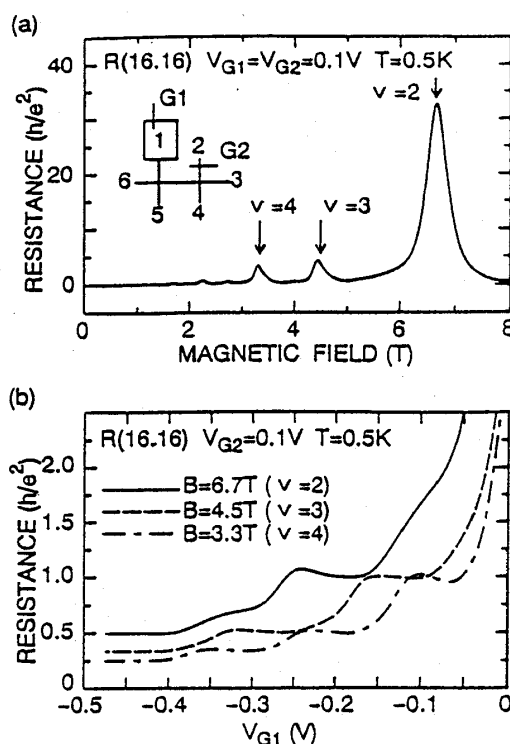 (a)
R(16.16) V_G1=V_G2=0.1V T=0.5K
ν=2
ν=4
ν=3
G1
1
2
G2
6
3
5
4
RESISTANCE (h/e²)
40
20
0
0
2
4
6
8
MAGNETIC FIELD (T)
(b)
R(16.16) V_G2=0.1V T=0.5K
B=6.7T (ν=2)
B=4.5T (ν=3)
B=3.3T (ν=4)
RESISTANCE (h/e²)
2.0
1.5
1.0
0.5
0
-0.5
-0.4
-0.3
-0.2
-0.1
0
V_G1 (V)